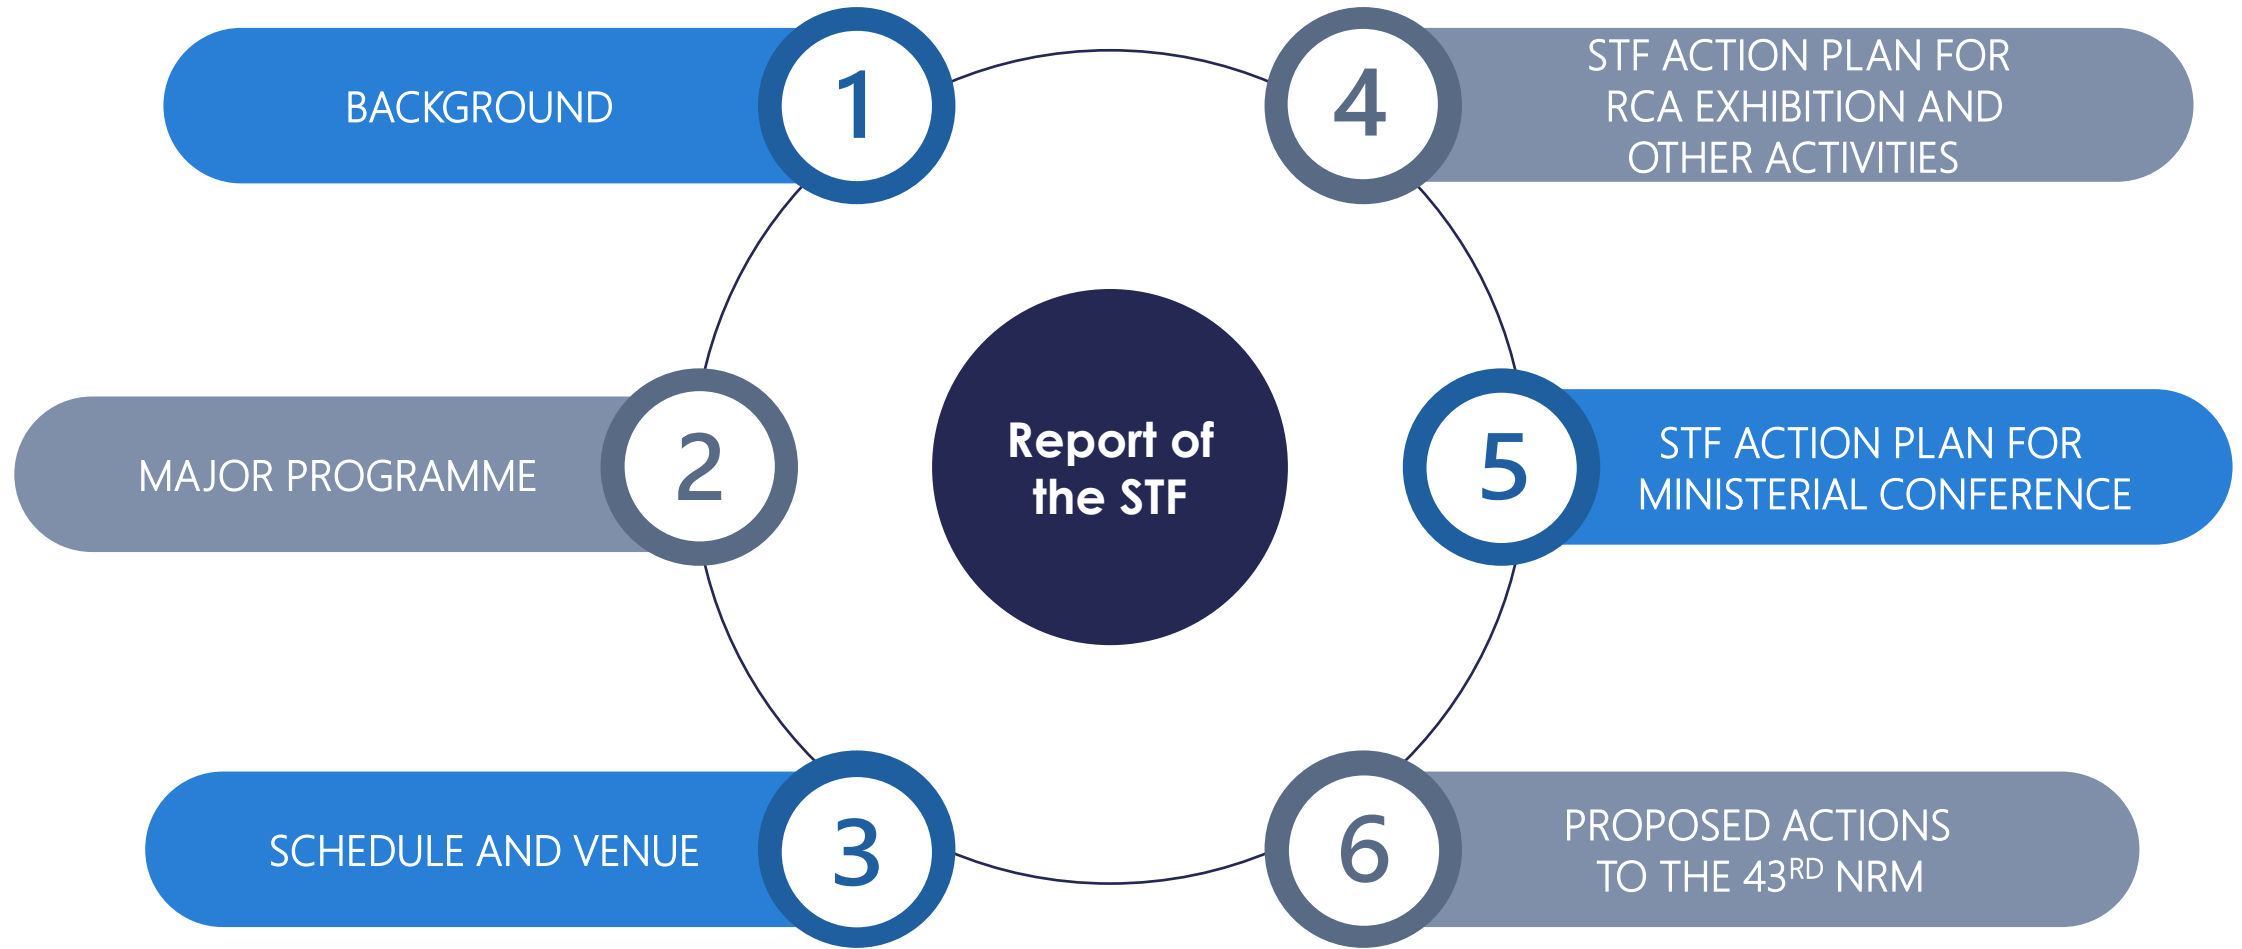 1
BACKGROUND
2
MAJOR PROGRAMME
3
SCHEDULE AND VENUE
Report of
the STF
4
STF ACTION PLAN FOR
RCA EXHIBITION AND
OTHER ACTIVITIES
5
STF ACTION PLAN FOR
MINISTERIAL CONFERENCE
6
PROPOSED ACTIONS
TO THE 43RD NRM